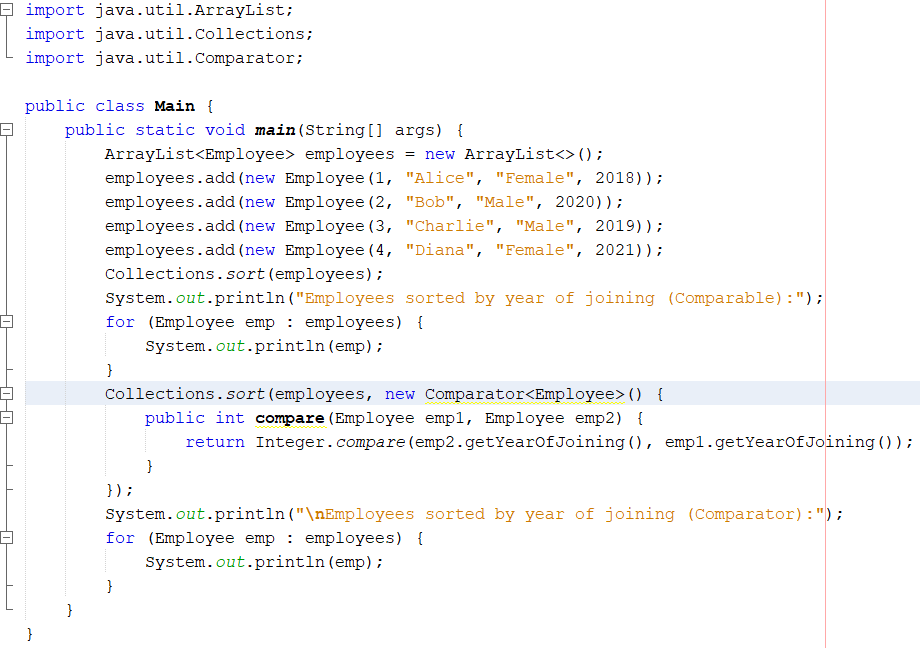 import java.util.ArrayList;
import java.util.Collections;
import java.util.Comparator;

public class Main {
    public static void main(String[] args) {
        ArrayList<Employee> employees = new ArrayList<>();
        employees.add(new Employee(1, "Alice", "Female", 2018));
        employees.add(new Employee(2, "Bob", "Male", 2020));
        employees.add(new Employee(3, "Charlie", "Male", 2019));
        employees.add(new Employee(4, "Diana", "Female", 2021));
        Collections.sort(employees);
        System.out.println("Employees sorted by year of joining (Comparable):");
        for (Employee emp : employees) {
            System.out.println(emp);
        }
        Collections.sort(employees, new Comparator<Employee>() {
            public int compare(Employee emp1, Employee emp2) {
                return Integer.compare(emp2.getYearOfJoining(), emp1.getYearOfJoining());
            }
        });
        System.out.println("\nEmployees sorted by year of joining (Comparator):");
        for (Employee emp : employees) {
            System.out.println(emp);
        }
    }
}